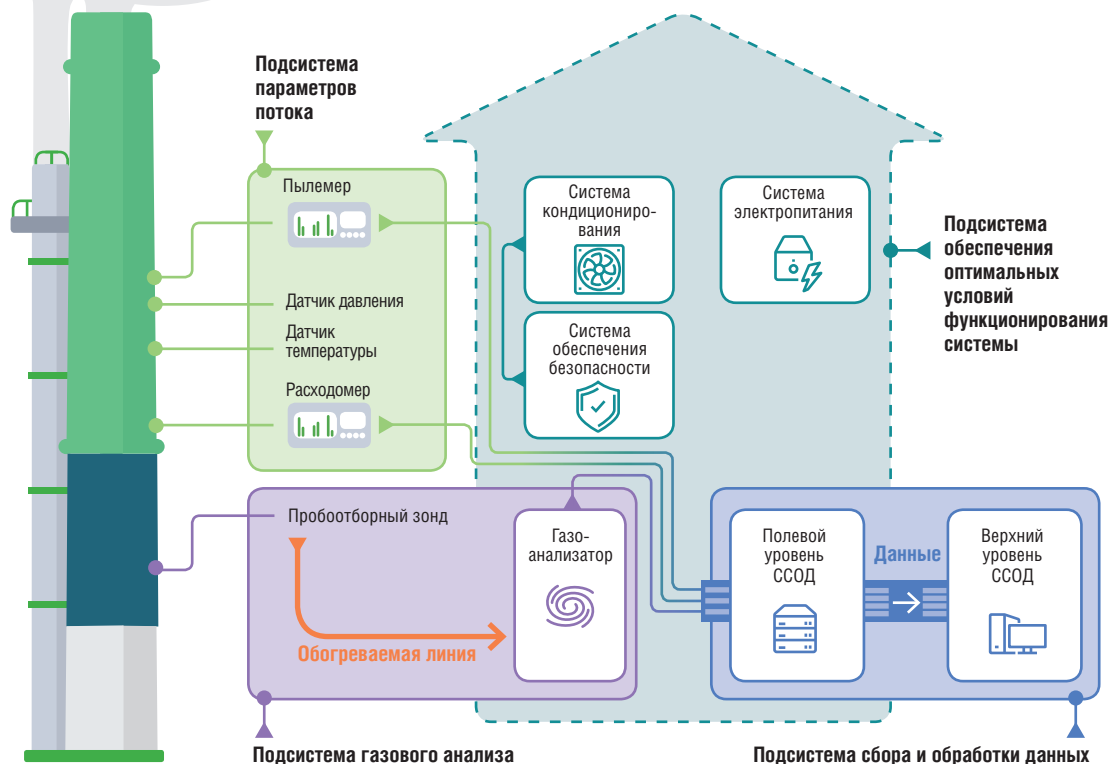 Подсистема
параметров
потока
Пылемер
Датчик давления
Датчик
температуры
Расходомер
Система
кондициониро-
вания
Система
обеспечения
безопасности
Система
электропитания
Подсистема
обеспечения
оптимальных
условий
функционирования
системы
Пробоотборный зонд
Обогреваемая линия
Газо-
анализатор
Полевой
уровень
ССОД
Данные
Верхний
уровень
ССОД
Подсистема газового анализа
Подсистема сбора и обработки данных